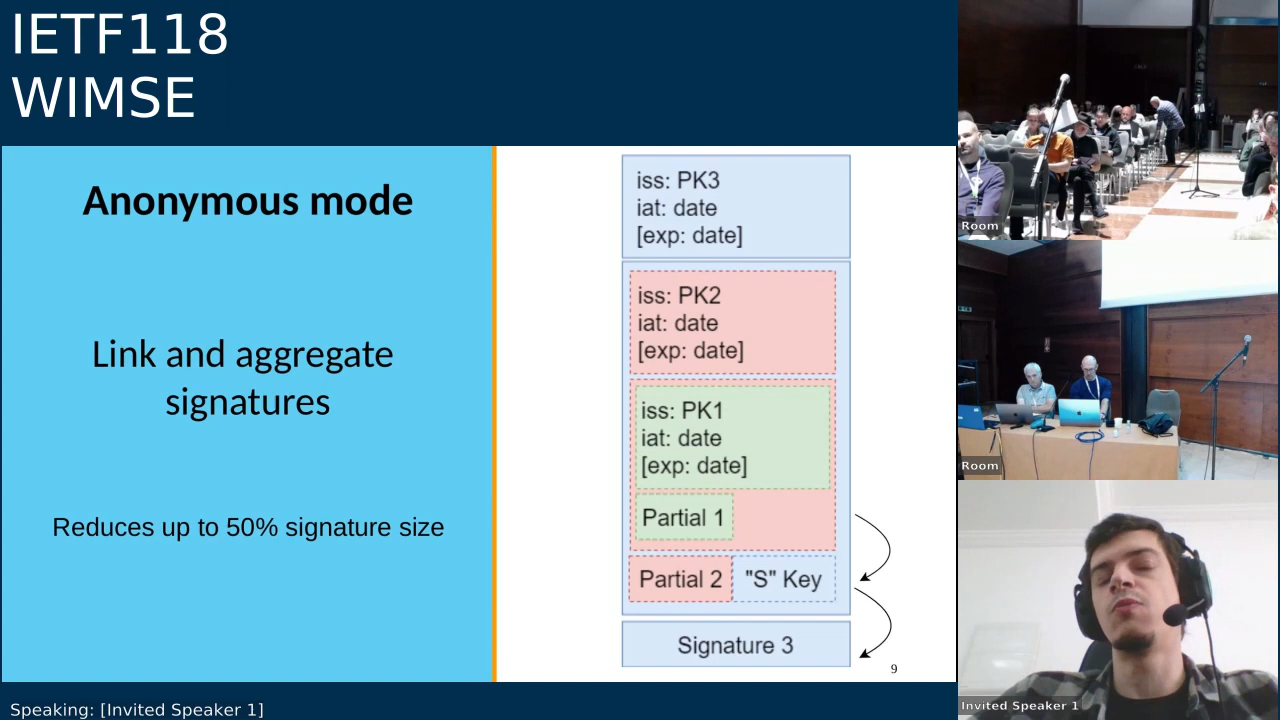 IETF118
WIMSE
Anonymous mode
Link and aggregate
signatures
Reduces up to 50% signature size
iss: PK3
iat: date
[exp: date]
iss: PK2
iat: date
[exp: date]
iss: PK1
iat: date
[exp: date]
Partial 1
Partial 2
"S" Key
Signature 3
9
Room
Room
Invited Speaker 1
Speaking: [Invited Speaker 1]